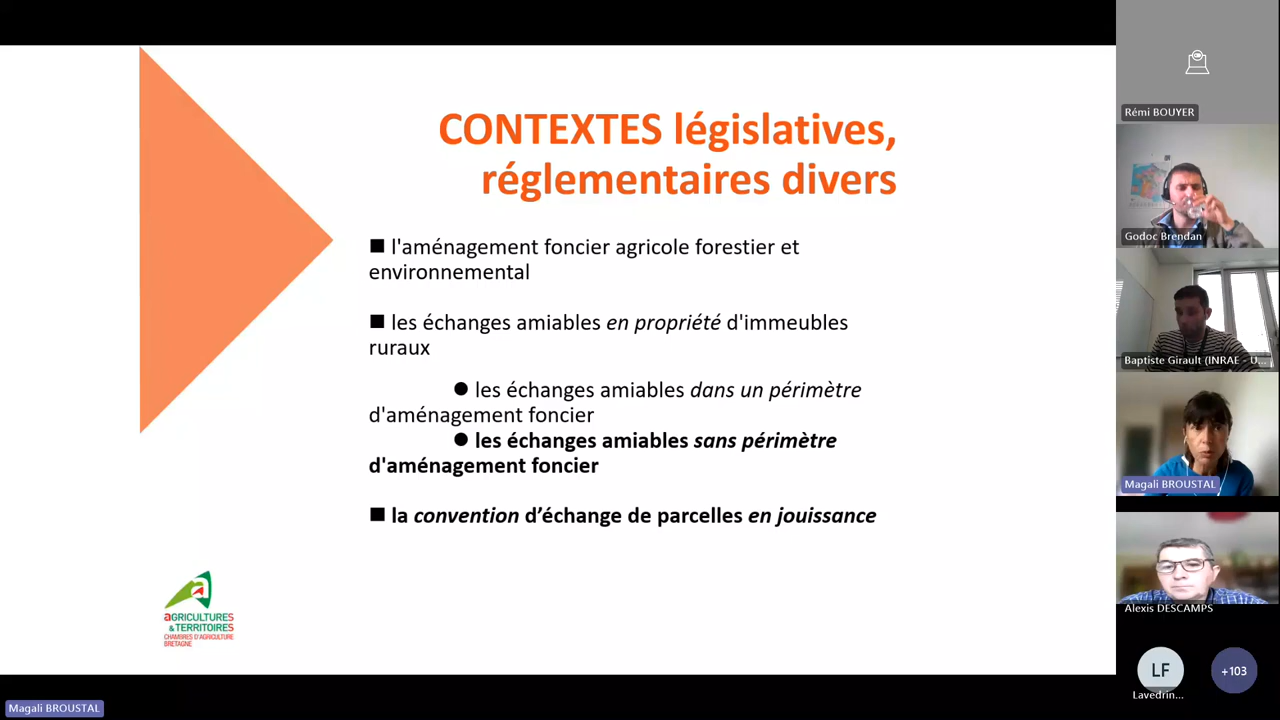 CONTEXTES législatives,
réglementaires divers
■ l'aménagement foncier agricole forestier et
environnemental
■ les échanges amiables en propriété d'immeubles
ruraux
● les échanges amiables dans un périmètre
d'aménagement foncier
● les échanges amiables sans périmètre
d'aménagement foncier
■ la convention d’échange de parcelles en jouissance
aGRICULTURES
& TERRITOIRES
CHAMBRES D'AGRICULTURE
BRETAGNE
Magali BROUSTAL
Rémi BOUYER
Godoc Brendan
Baptiste Girault (INRAE - U...
Magali BROUSTAL
Alexis DESCAMPS
LF
Lavedrin...
+103